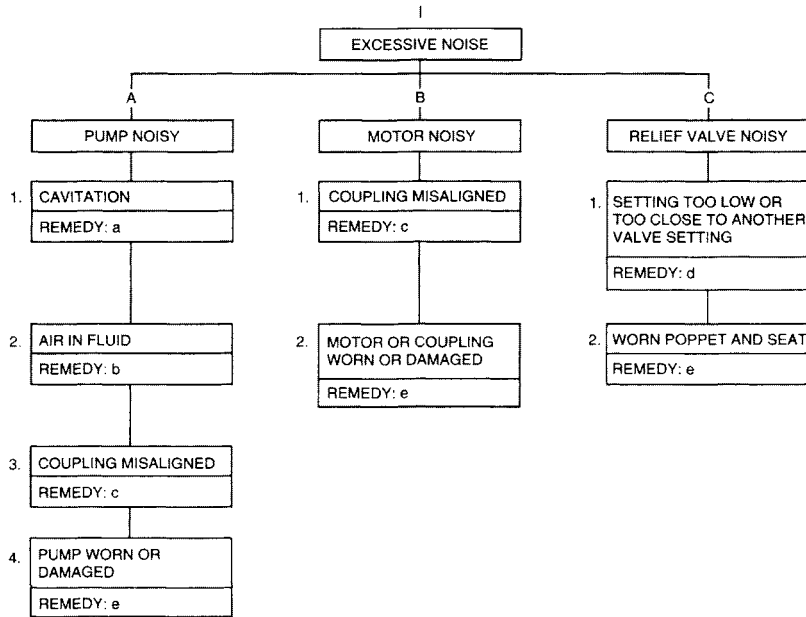 I
EXCESSIVE NOISE
A
B
C
PUMP NOISY
MOTOR NOISY
RELIEF VALVE NOISY
1. CAVITATION
REMEDY: a
2. AIR IN FLUID
REMEDY: b
3. COUPLING MISALIGNED
REMEDY: c
4. PUMP WORN OR
DAMAGED
REMEDY: e
1. COUPLING MISALIGNED
REMEDY: c
2. MOTOR OR COUPLING
WORN OR DAMAGED
REMEDY: e
1. SETTING TOO LOW OR
TOO CLOSE TO ANOTHER
VALVE SETTING
REMEDY: d
2. WORN POPPET AND SEAT
REMEDY: e